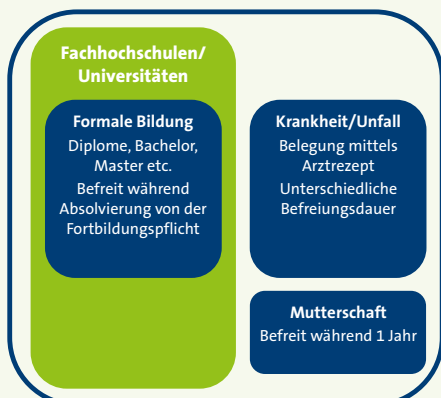 Fachhochschulen/
Universitäten
Formale Bildung
Diplome, Bachelor,
Master etc.
Befreit während
Absolvierung von der
Fortbildungspflicht
Krankheit/Unfall
Belegung mittels
Arztrezept
Unterschiedliche
Befreiungsdauer
Mutterschaft
Befreit während 1 Jahr